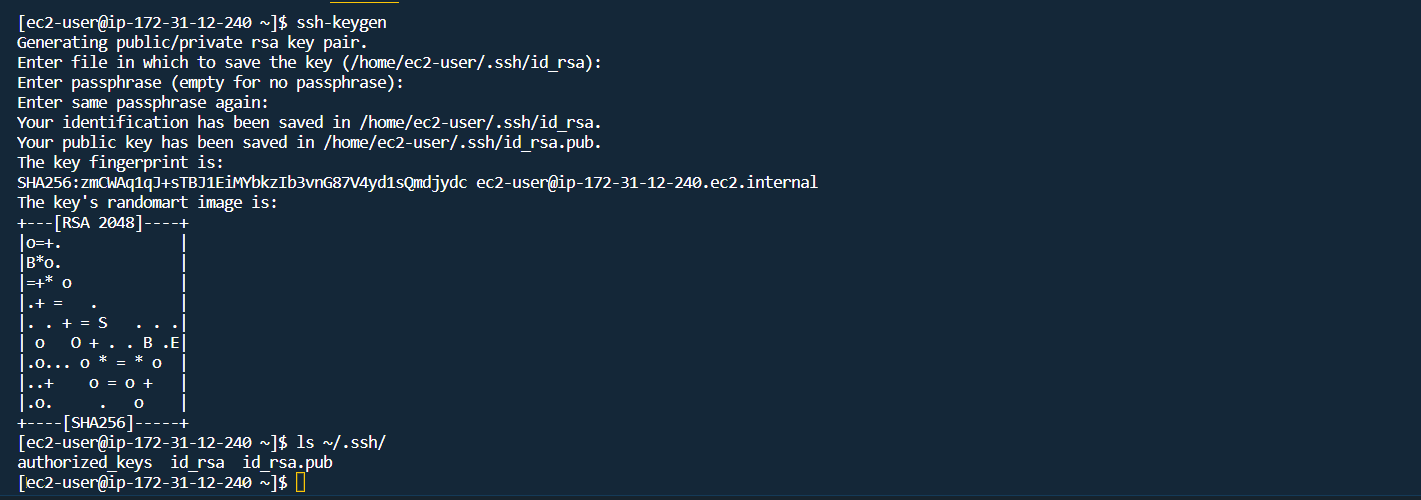 [ec2-user@ip-172-31-12-240 ~]$ ssh-keygen
Generating public/private rsa key pair.
Enter file in which to save the key (/home/ec2-user/.ssh/id_rsa):
Enter passphrase (empty for no passphrase):
Enter same passphrase again:
Your identification has been saved in /home/ec2-user/.ssh/id_rsa.
Your public key has been saved in /home/ec2-user/.ssh/id_rsa.pub.
The key fingerprint is:
SHA256:zmCWAq1qJ+sTBJ1EiMYbkzIb3vnG87V4yd1sQmdjydc ec2-user@ip-172-31-12-240.ec2.internal
The key's randomart image is:
+---[RSA 2048]----+
|o=+.             |
|B*o.             |
|=+* o            |
|.+ =   .         |
|. . + = S   . . .|
| o   O + . . B .E|
|.o... o * = * o  |
|..+    o = o +   |
|.o.     .   o    |
+----[SHA256]-----+
[ec2-user@ip-172-31-12-240 ~]$ ls ~/.ssh/
authorized_keys  id_rsa  id_rsa.pub
[ec2-user@ip-172-31-12-240 ~]$